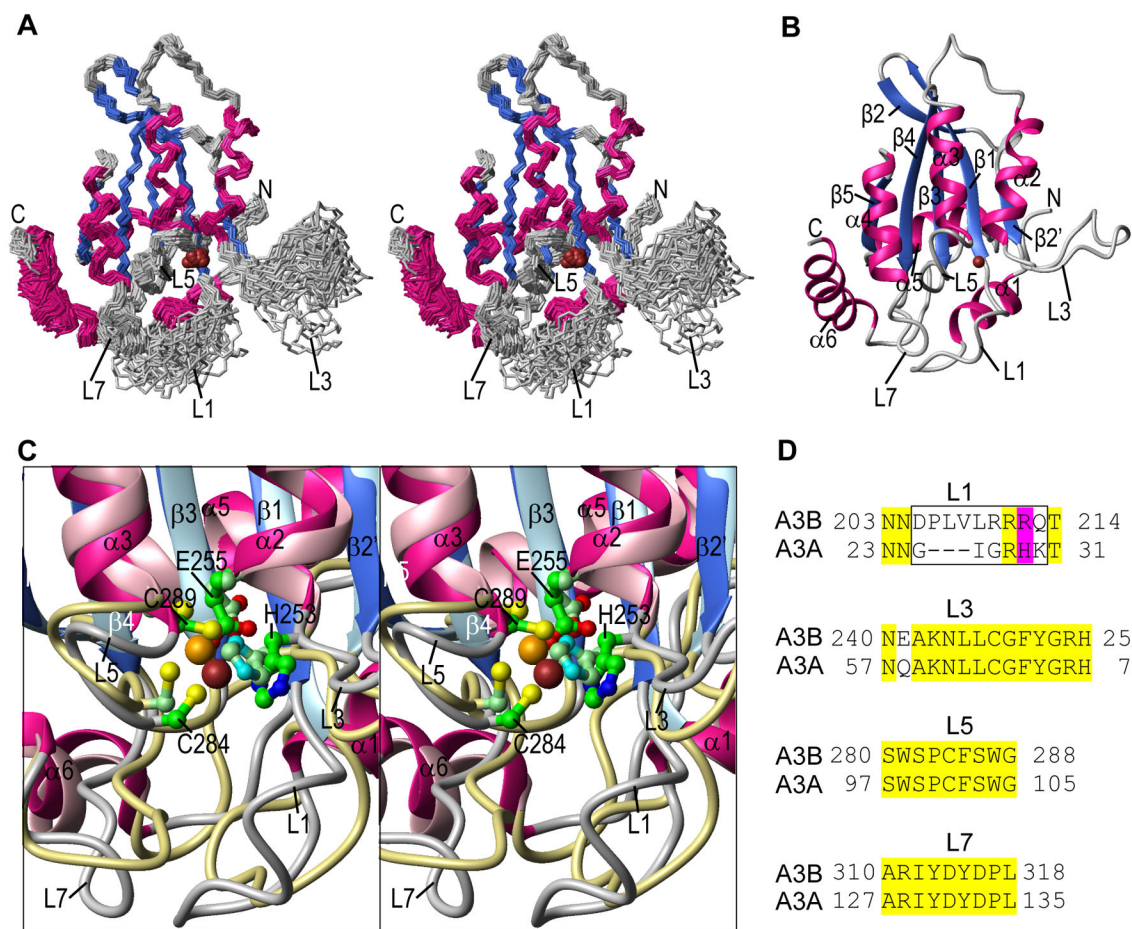 A
C
N
L5
L7
L1
L3
C
N
L5
L7
L1
L3
B
β2
β4
α3
β1
α2
β5
α4
β3
N
C
β2'
α5
L5
α1
L3
α6
L7
L1
C
β3
α5
β1
α3
α2
β2'
E255
C289
H253
β4
L5
L3
C284
α1
α6
L1
L7
β3
α5
β1
α3
α2
β2'
E255
C289
H253
β4
L5
L3
C284
α1
α6
L1
L7
D
L1
A3B 203 NNDPLVLRRRQT 214
A3A 23 NNG---IGRHKT 31
L3
A3B 240 NEAKNLLCGFYGRH 25
A3A 57 NQAKNLLCGFYGRH 7
L5
A3B 280 SWSPCFSWG 288
A3A 97 SWSPCFSWG 105
L7
A3B 310 ARIYDYDPL 318
A3A 127 ARIYDYDPL 135